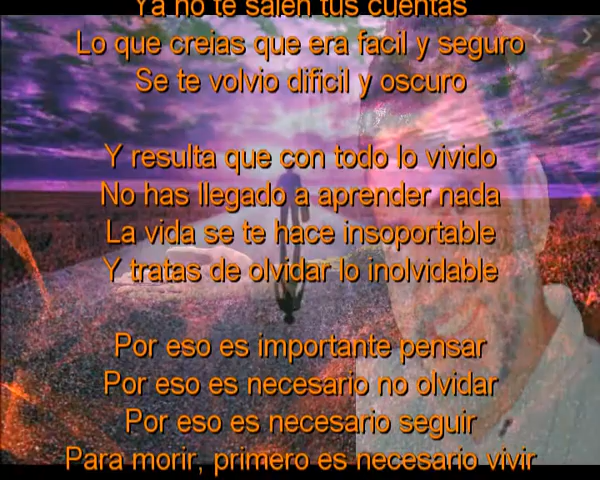 Ya no te salen tus cuentas
Lo que creias que era facil y seguro
Se te volvio dificil y oscuro
Y resulta que con todo lo vivido
No has llegado a aprender nada
La vida se te hace insoportable
Y tratas de olvidar lo inolvidable
Por eso es importante pensar
Por eso es necesario no olvidar
Por eso es necesario seguir
Para morir, primero es necesario vivir